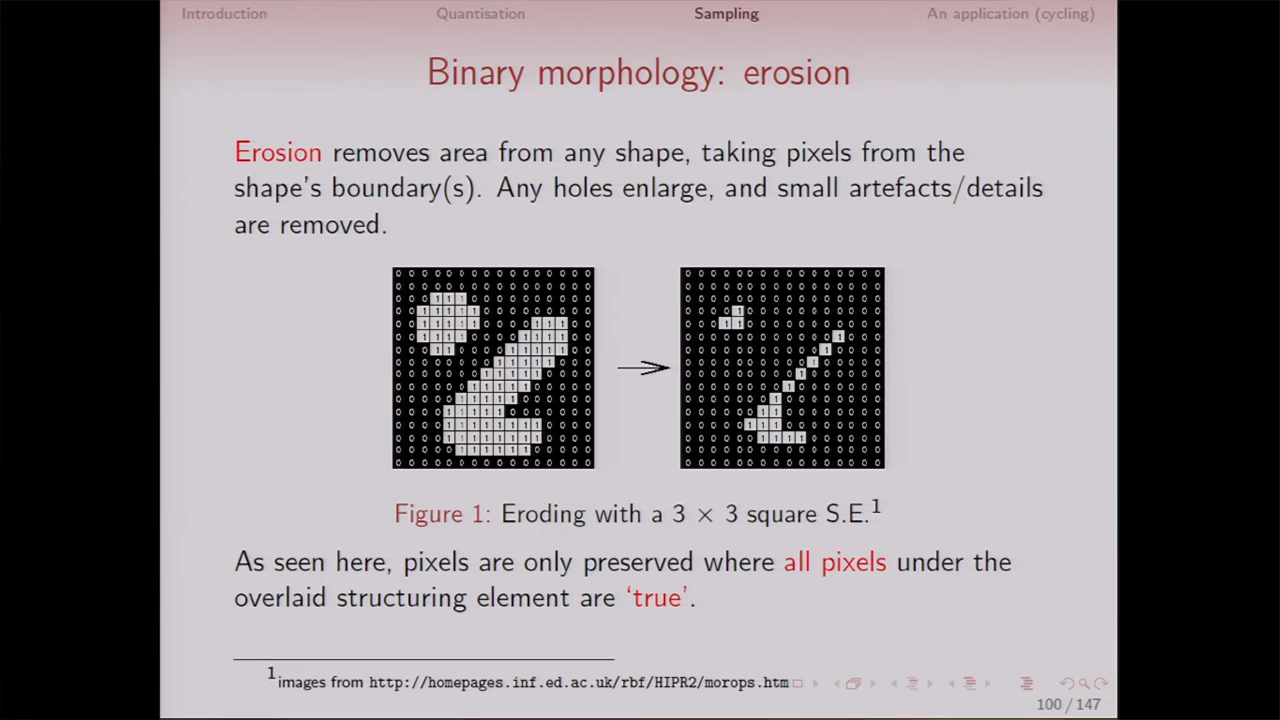 Introduction Quantisation Sampling An application (cycling)
Binary morphology: erosion
Erosion removes area from any shape, taking pixels from the
shape's boundary(s). Any holes enlarge, and small artefacts/details
are removed.
Figure 1: Eroding with a 3 × 3 square S.E.1
As seen here, pixels are only preserved where all pixels under the
overlaid structuring element are ‘true’.
1images from http://homepages.inf.ed.ac.uk/rbf/HIPR2/morops.htm
100 / 147